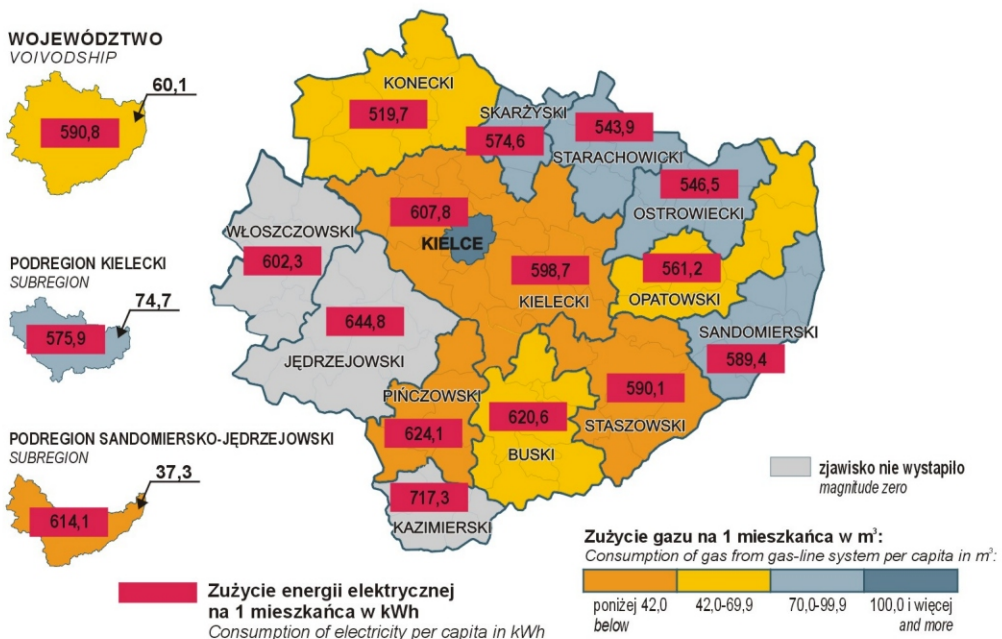 WOJEWÓDZTWO
VOIVODSHIP
60,1
590,8
PODREGION KIELECKI
SUBREGION
74,7
575,9
PODREGION SANDOMIERSKO-JĘDRZEJOWSKI
SUBREGION
37,3
614,1
KONECKI
519,7
SKARŻYSKI
574,6
543,9
STARACHOWICKI
546,5
OSTROWIECKI
607,8
KIELCE
WŁOSZCZOWSKI
602,3
598,7
KIELECKI
561,2
OPATOWSKI
SANDOMIERSKI
589,4
644,8
JĘDRZEJOWSKI
PIŃCZOWSKI
624,1
620,6
BUSKI
590,1
STASZOWSKI
717,3
KAZIMIERSKI
zjawisko nie wystąpiło
magnitude zero
Zużycie energii elektrycznej
na 1 mieszkańca w kWh
Consumption of electricity per capita in kWh
Zużycie gazu na 1 mieszkańca w m³:
Consumption of gas from gas-line system per capita in m³:
poniżej 42,0
below
42,0-69,9
70,0-99,9
100,0 i więcej
and more